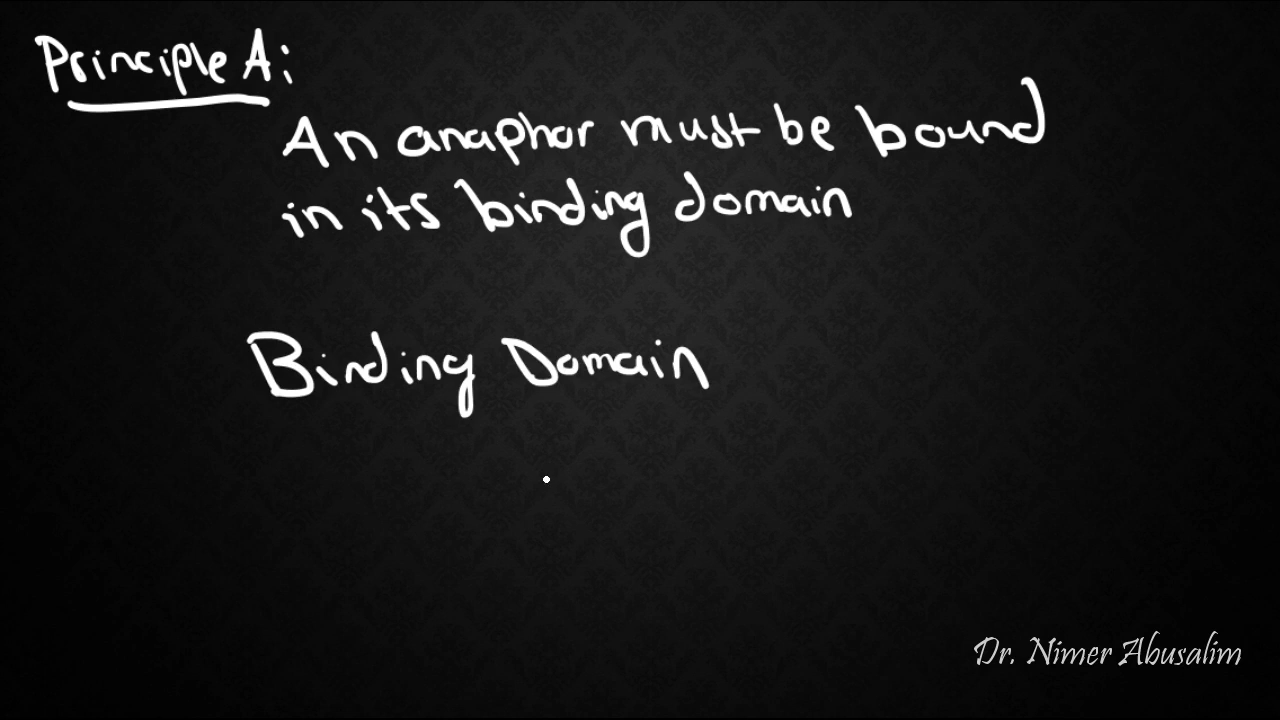 Principle A:
An anaphor must be bound
in its binding domain
Binding Domain
Dr. Nimer Abusalim